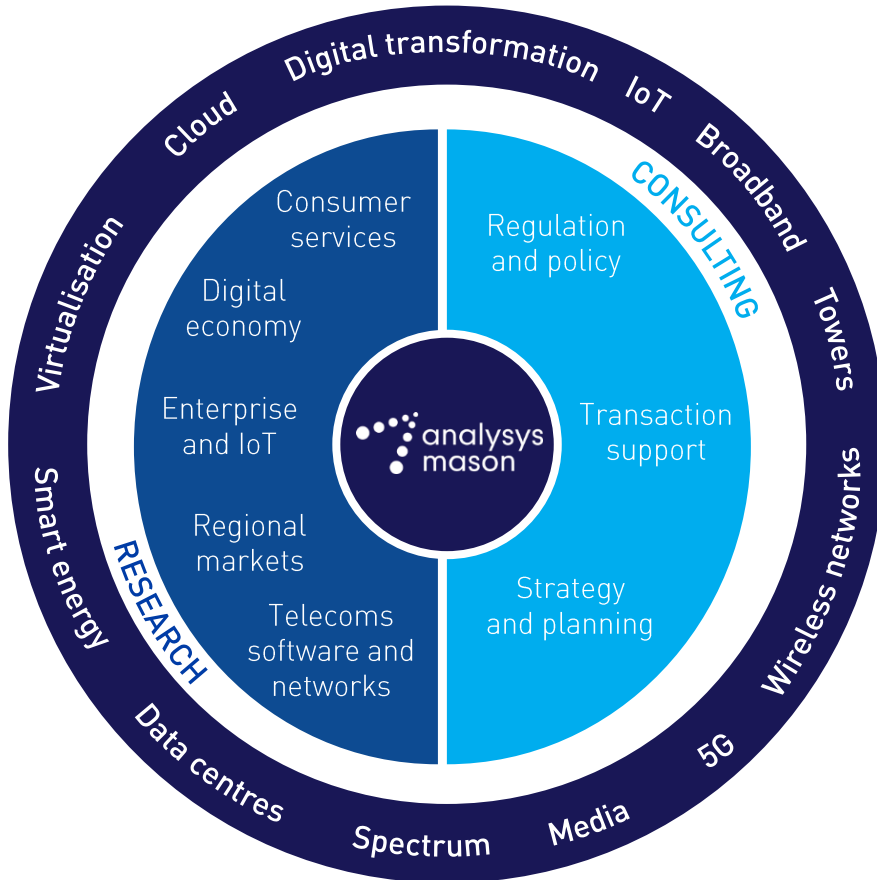 Digital transformation
IoT
Broadband
Towers
Wireless networks
5G
Media
Spectrum
Data centres
Smart energy
Virtualisation
Cloud
RESEARCH
Consumer
services
Digital
economy
Enterprise
and IoT
Regional
markets
Telecoms
software and
networks
CONSULTING
Regulation
and policy
Transaction
support
Strategy
and planning
analysys
mason